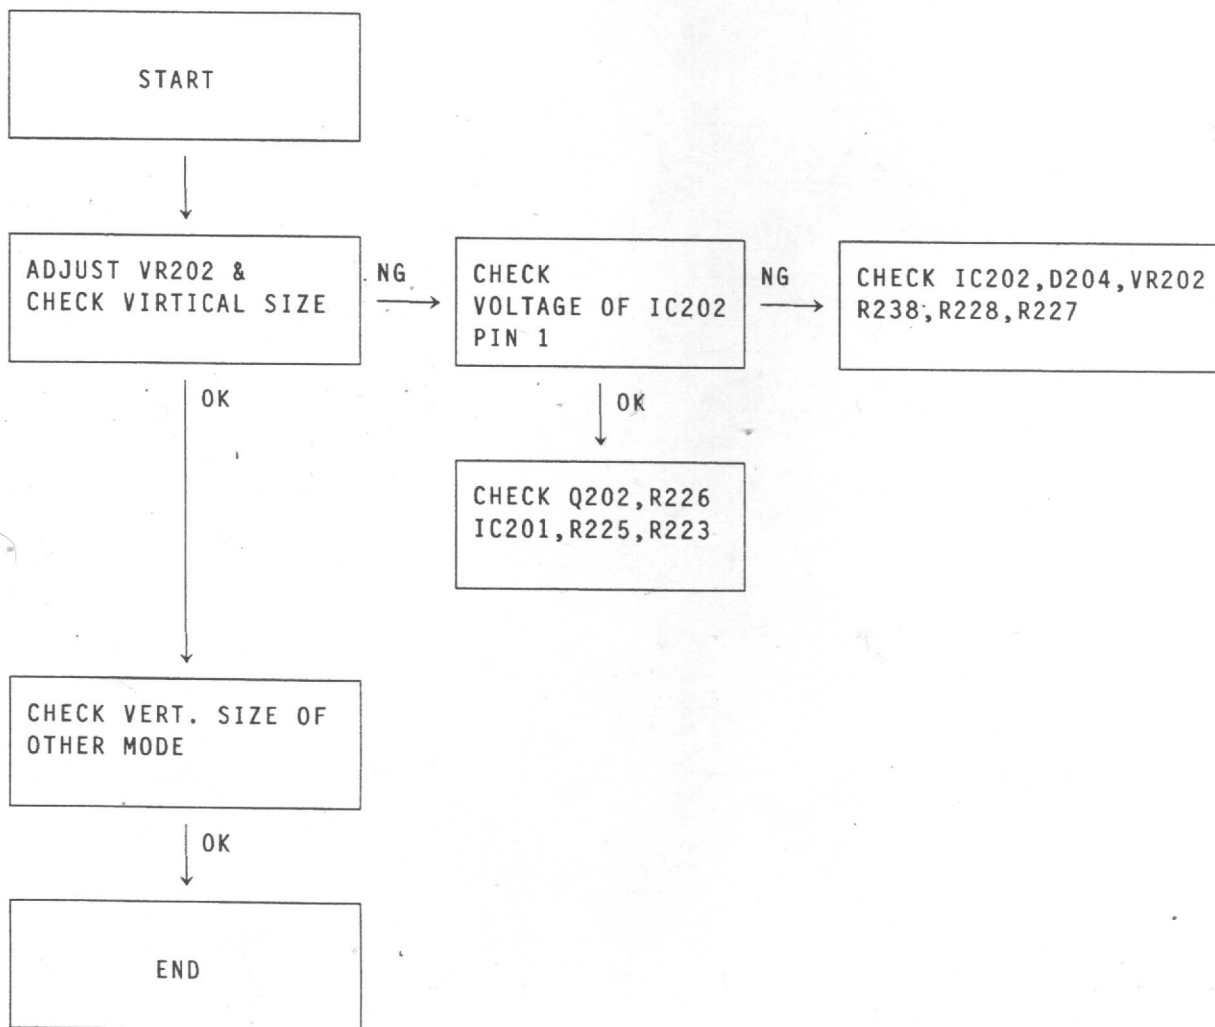 START
ADJUST VR202 &
CHECK VIRTICAL SIZE
NG
CHECK
VOLTAGE OF IC202
PIN 1
NG
CHECK IC202,D204,VR202
R238,R228,R227
OK
OK
CHECK Q202,R226
IC201,R225,R223
CHECK VERT. SIZE OF
OTHER MODE
OK
END